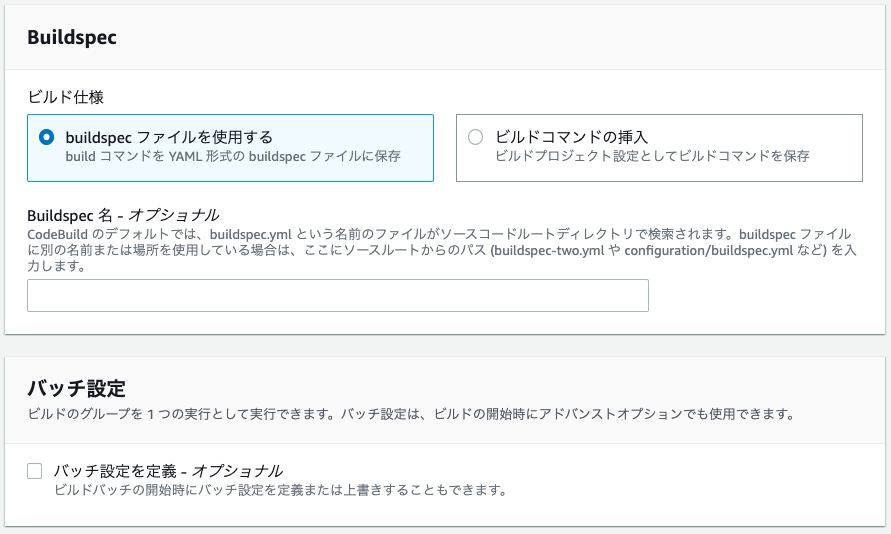 Buildspec
ビルド仕様
buildspec ファイルを使用する
build コマンドを YAML 形式の buildspec ファイルに保存
ビルドコマンドの挿入
ビルドプロジェクト設定としてビルドコマンドを保存
Buildspec 名 - オプショナル
CodeBuild のデフォルトでは、buildspec.yml という名前のファイルがソースコードルートディレクトリで検索されます。buildspec ファイル
に別の名前または場所を使用している場合は、ここにソースルートからのパス (buildspec-two.yml や configuration/buildspec.yml など) を入
力します。
バッチ設定
ビルドのグループを 1 つの実行として実行できます。バッチ設定は、ビルドの開始時にアドバンストオプションでも使用できます。
バッチ設定を定義 - オプショナル
ビルドバッチの開始時にバッチ設定を定義または上書きすることもできます。